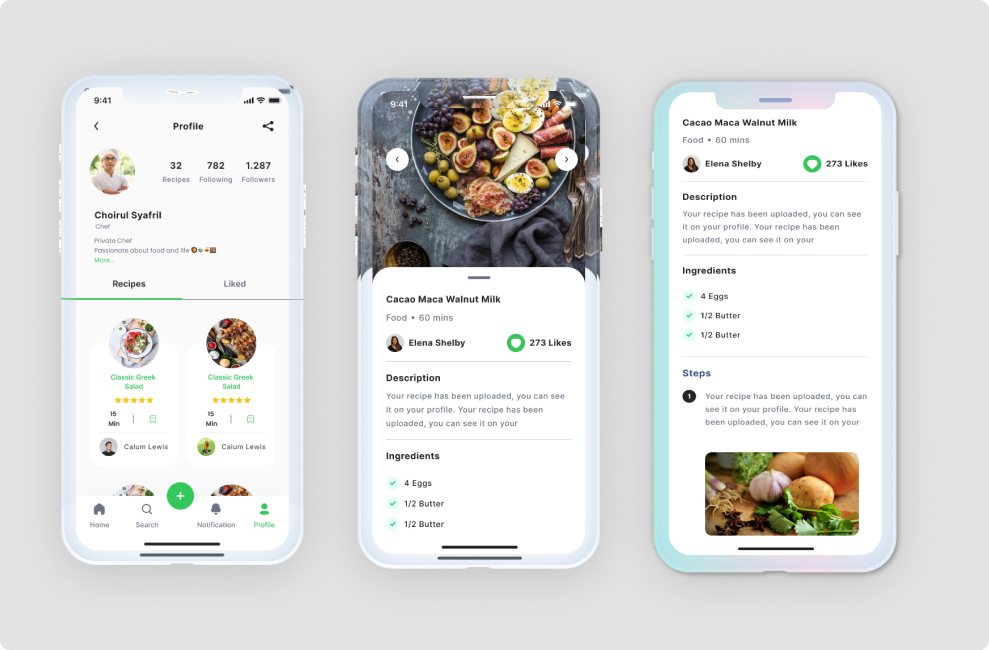 9:41
Profile
32
782
1.287
Recipes
Following
Followers
Choirul Syafril
Chef
Private Chef
Passionate about food and life
More...
Recipes
Liked
Classic Greek
Salad
15
Min
Calum Lewis
Classic Greek
Salad
15
Min
Calum Lewis
Home
Search
Notification
Profile
9:41
Cacao Maca Walnut Milk
Food • 60 mins
Elena Shelby
273 Likes
Description
Your recipe has been uploaded, you can see
it on your profile. Your recipe has been
uploaded, you can see it on your
Ingredients
4 Eggs
1/2 Butter
1/2 Butter
Cacao Maca Walnut Milk
Food • 60 mins
Elena Shelby
273 Likes
Description
Your recipe has been uploaded, you can see
it on your profile. Your recipe has been
uploaded, you can see it on your
Ingredients
4 Eggs
1/2 Butter
1/2 Butter
Steps
1
Your recipe has been uploaded, you can
see it on your profile. Your recipe has
been uploaded, you can see it on your